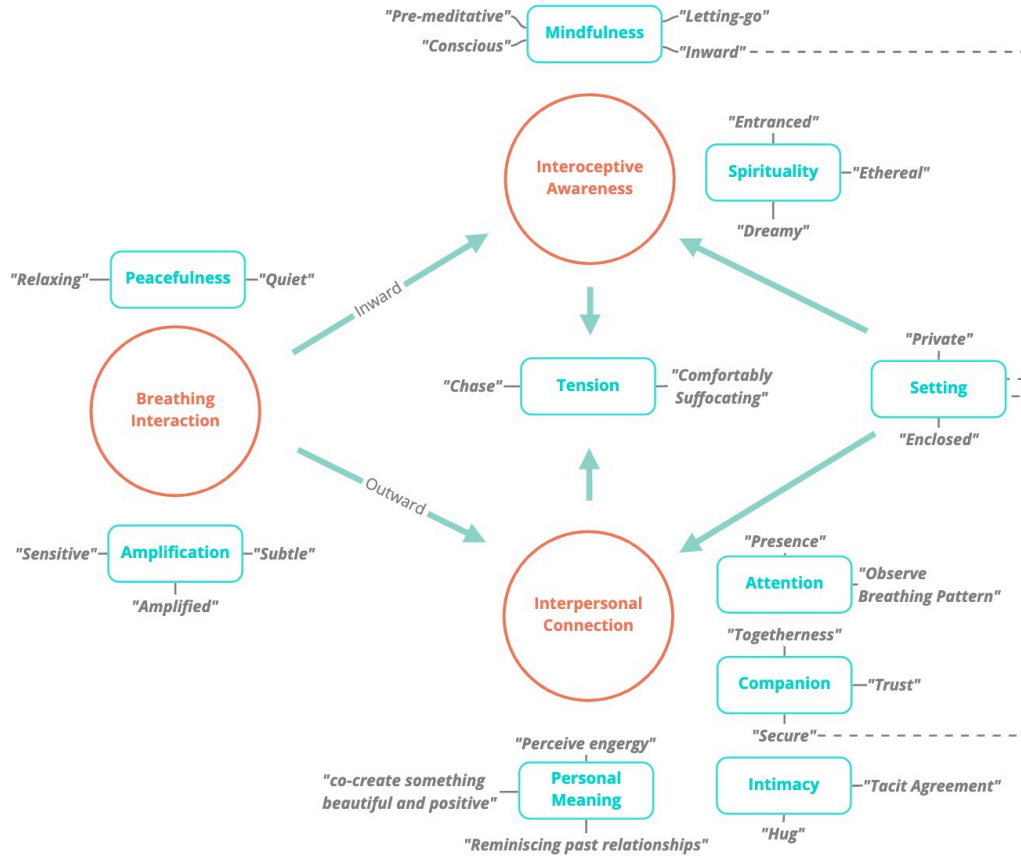 "Pre-meditative"
"Conscious"
Mindfulness
"Letting-go"
"Inward"
Interoceptive
Awareness
"Entranced"
Spirituality
"Ethereal"
"Dreamy"
"Relaxing"
Peacefulness
"Quiet"
Inward
Breathing
Interaction
"Chase"
Tension
"Comfortably
Suffocating"
"Private"
Setting
"Enclosed"
Outward
"Sensitive"
Amplification
"Subtle"
"Amplified"
Interpersonal
Connection
"Presence"
Attention
"Observe
Breathing Pattern"
"Togetherness"
Companion
"Trust"
"Secure"
"Perceive engergy"
"co-create something
beautiful and positive"
Personal
Meaning
"Reminiscing past relationships"
Intimacy
"Tacit Agreement"
"Hug"